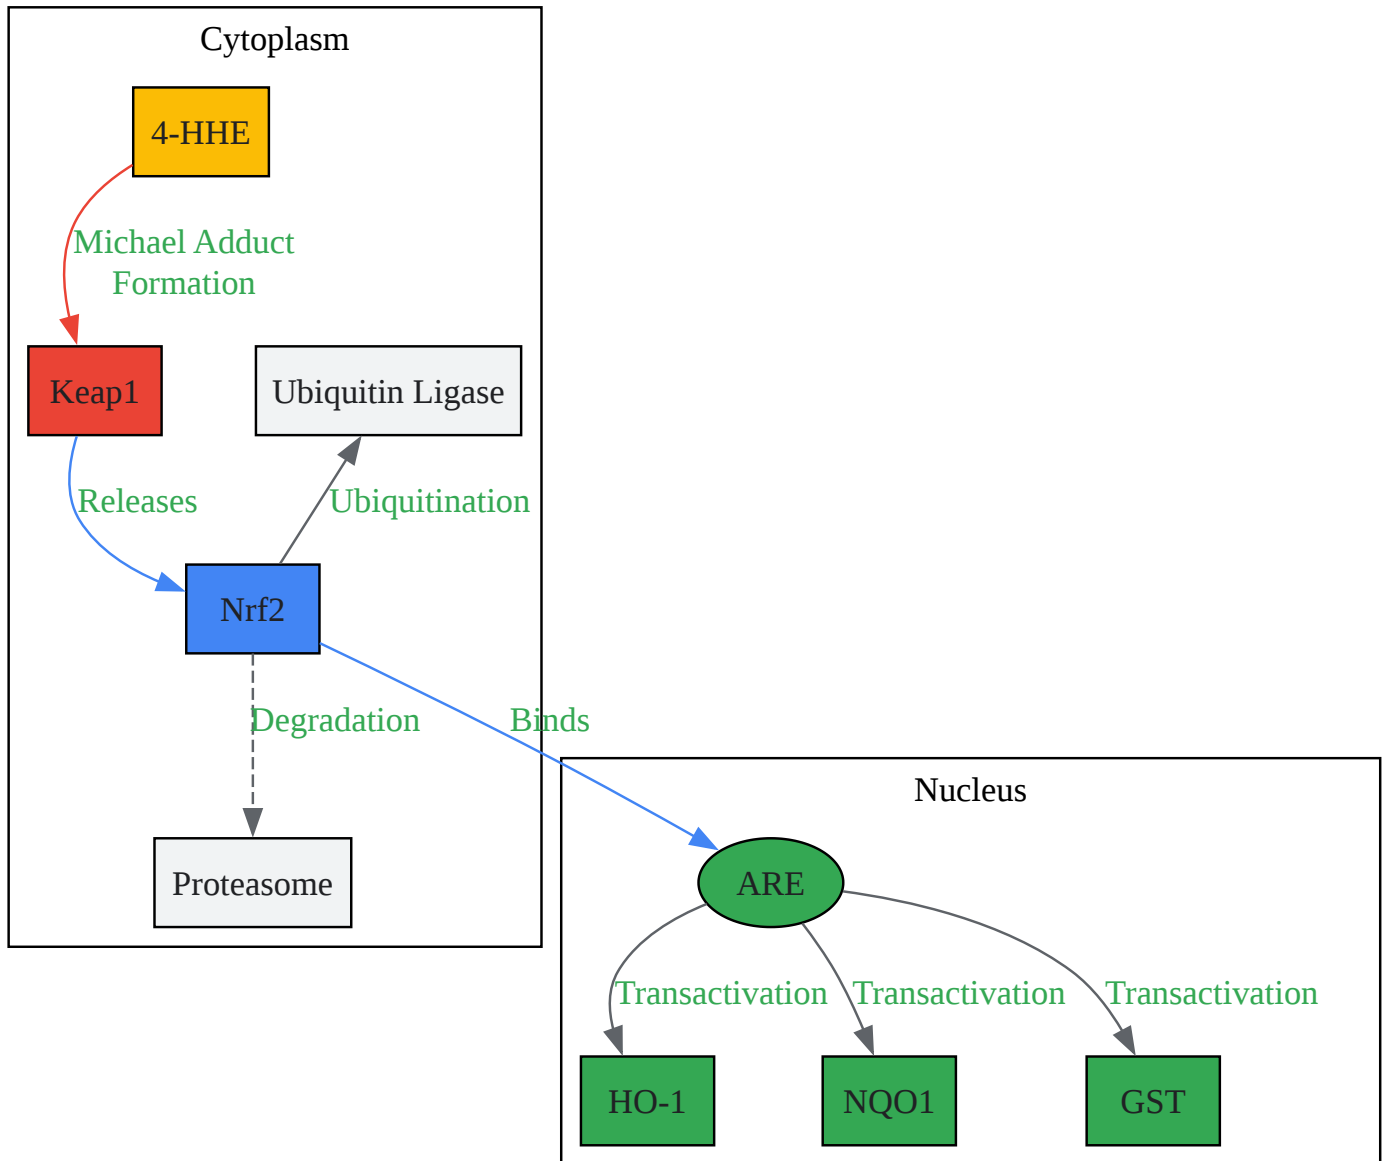 Cytoplasm
4-HHE
Michael Adduct
Formation
Keap1
Ubiquitin Ligase
Releases
Ubiquitination
Nrf2
Degradation
Binds
Nucleus
Proteasome
ARE
Transactivation
Transactivation
Transactivation
HO-1
NQO1
GST